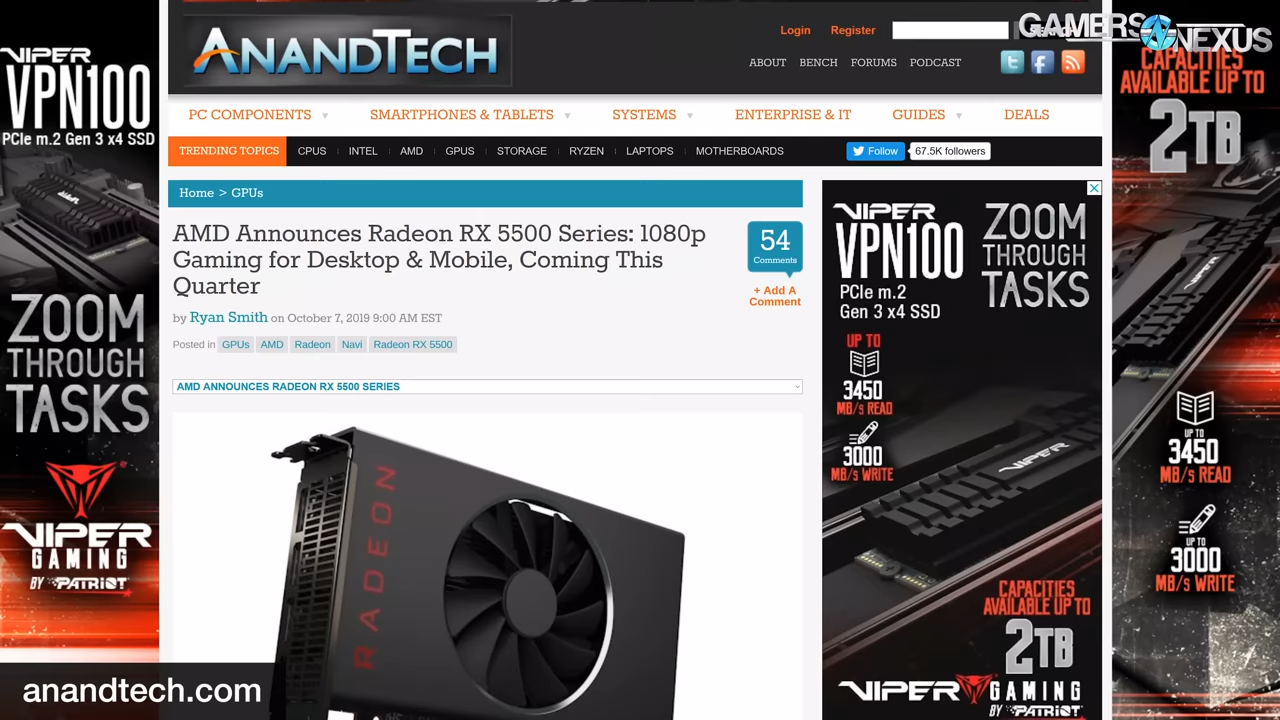 VIPER
VPN100
PCIe m.2 Gen 3 x4 SSD
ZOOM
THROUGH
TASKS
VIPER
GAMING
BY PATRIOT
ANANDTECH
Login Register
ABOUT BENCH FORUMS PODCAST
GAMERS NEXUS
PC COMPONENTS SMARTPHONES & TABLETS SYSTEMS ENTERPRISE & IT GUIDES DEALS
TRENDING TOPICS CPUS INTEL AMD GPUS STORAGE RYZEN LAPTOPS MOTHERBOARDS Follow 67.5K followers
Home > GPUs
AMD Announces Radeon RX 5500 Series: 1080p
Gaming for Desktop & Mobile, Coming This
Quarter
54
Comments
+ Add A
Comment
by Ryan Smith on October 7, 2019 9:00 AM EST
Posted in GPUs AMD Radeon Navi Radeon RX 5500
AMD ANNOUNCES RADEON RX 5500 SERIES
RADEON
VIPER
VPN100
PCIe m.2
Gen 3 x4 SSD
ZOOM
THROUGH
TASKS
UP TO
3450
MB/s READ
UP TO
3000
MB/s WRITE
VIPER
CAPACITIES
AVAILABLE UP TO
2TB
VIPER GAMING
BY PATRIOT
CAPACITIES
AVAILABLE UP TO
2TB
VIPER
UP TO
3450
MB/s READ
UP TO
3000
MB/s WRITE
anandtech.com